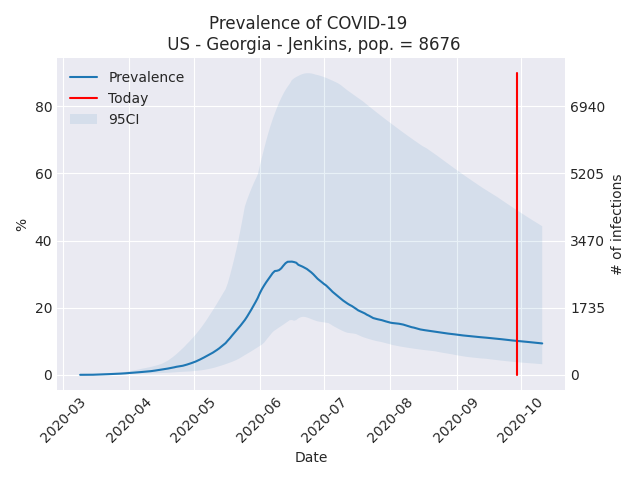 Prevalence of COVID-19
US - Georgia - Jenkins, pop. = 8676
Prevalence
Today
95CI
80
60
40
20
0
%
6940
5205
3470
1735
0
# of infections
2020-03
2020-04
2020-05
2020-06
2020-07
2020-08
2020-09
2020-10
Date